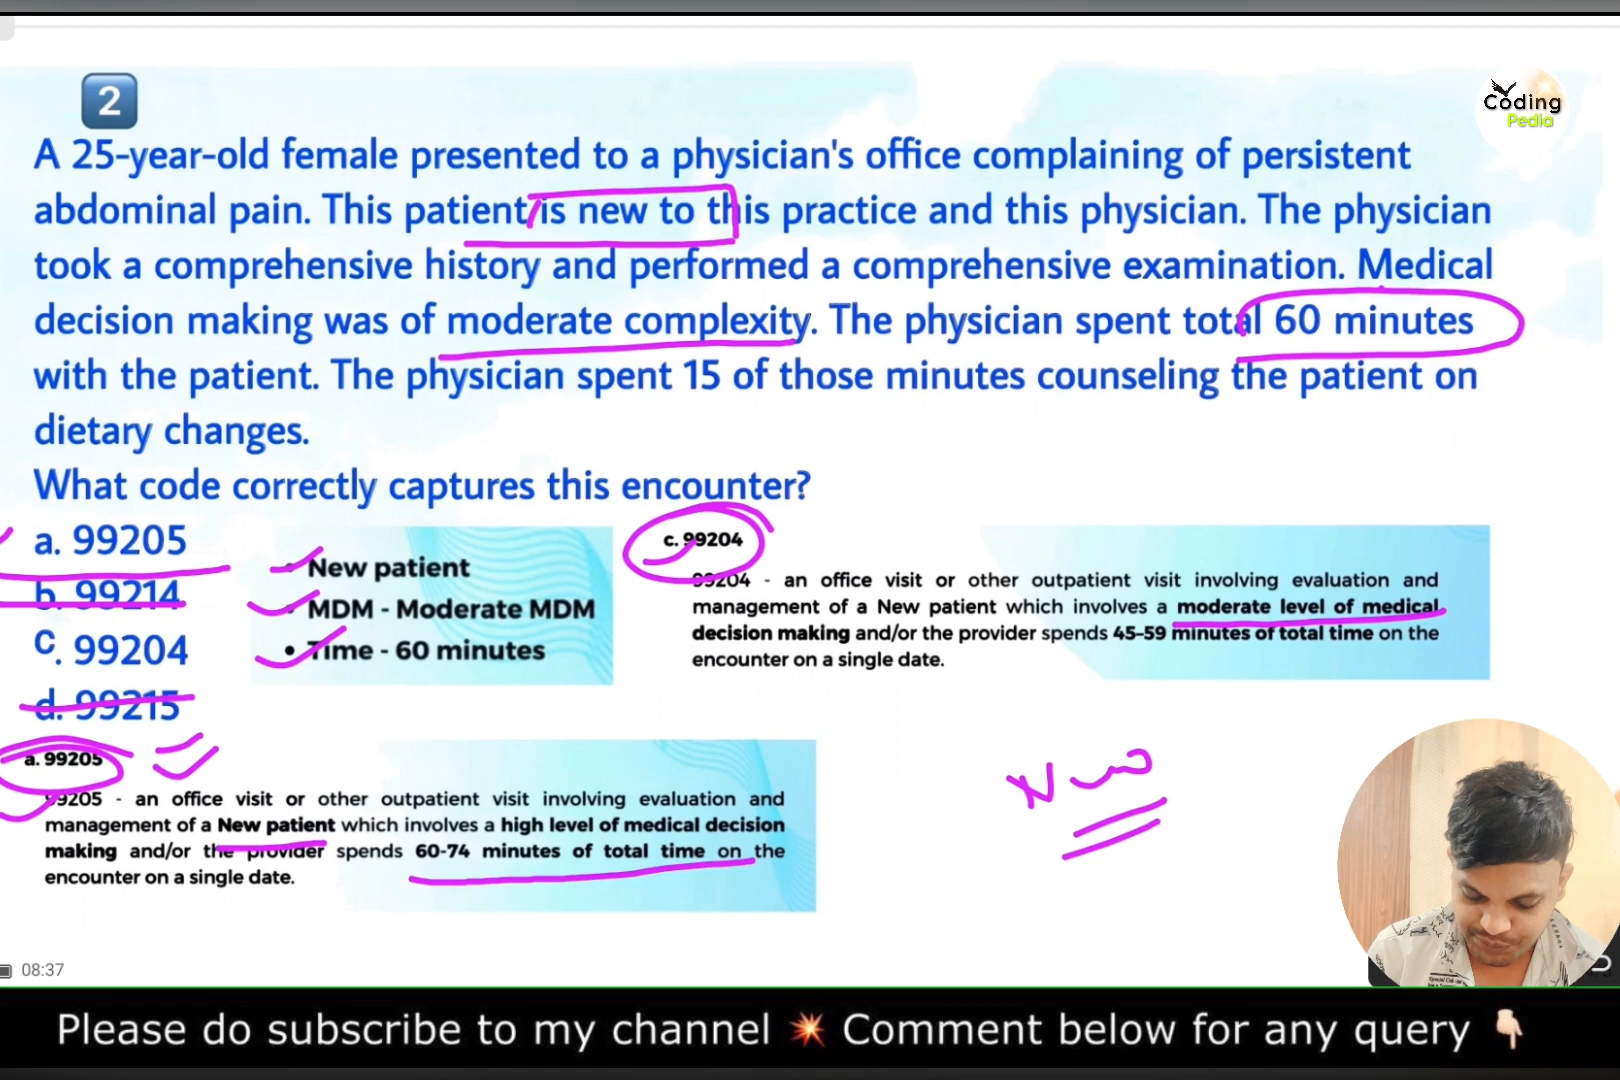 2
Coding
Pedia
A 25-year-old female presented to a physician's office complaining of persistent
abdominal pain. This patient is new to this practice and this physician. The physician
took a comprehensive history and performed a comprehensive examination. Medical
decision making was of moderate complexity. The physician spent total 60 minutes
with the patient. The physician spent 15 of those minutes counseling the patient on
dietary changes.
What code correctly captures this encounter?
a. 99205
b. 99214
c. 99204
d. 99215
• New patient
• MDM - Moderate MDM
• Time - 60 minutes
c. 99204
99204 - an office visit or other outpatient visit involving evaluation and
management of a New patient which involves a moderate level of medical
decision making and/or the provider spends 45-59 minutes of total time on the
encounter on a single date.
a. 99205
99205 - an office visit or other outpatient visit involving evaluation and
management of a New patient which involves a high level of medical decision
making and/or the provider spends 60-74 minutes of total time on the
encounter on a single date.
08:37
Please do subscribe to my channel 💥 Comment below for any query 👇🏻